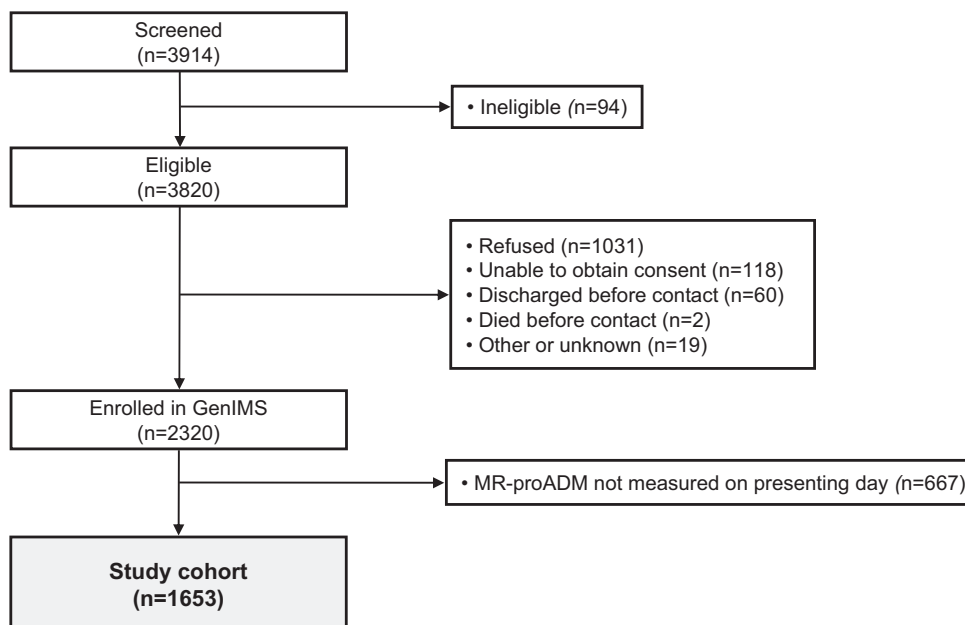 Screened
(n=3914)
• Ineligible (n=94)
Eligible
(n=3820)
• Refused (n=1031)
• Unable to obtain consent (n=118)
• Discharged before contact (n=60)
• Died before contact (n=2)
• Other or unknown (n=19)
Enrolled in GenIMS
(n=2320)
• MR-proADM not measured on presenting day (n=667)
Study cohort
(n=1653)